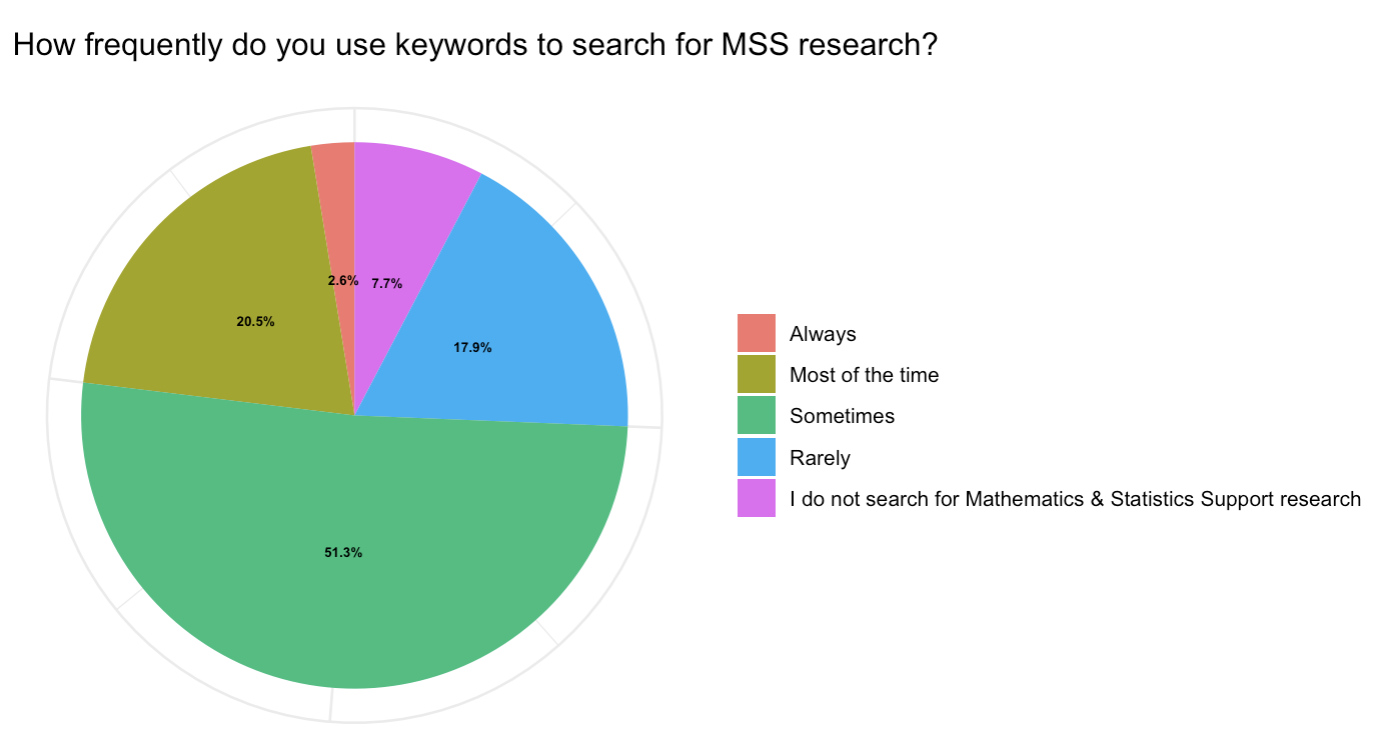 How frequently do you use keywords to search for MSS research?
2.6%
7.7%
20.5%
17.9%
51.3%
Always
Most of the time
Sometimes
Rarely
I do not search for Mathematics & Statistics Support research